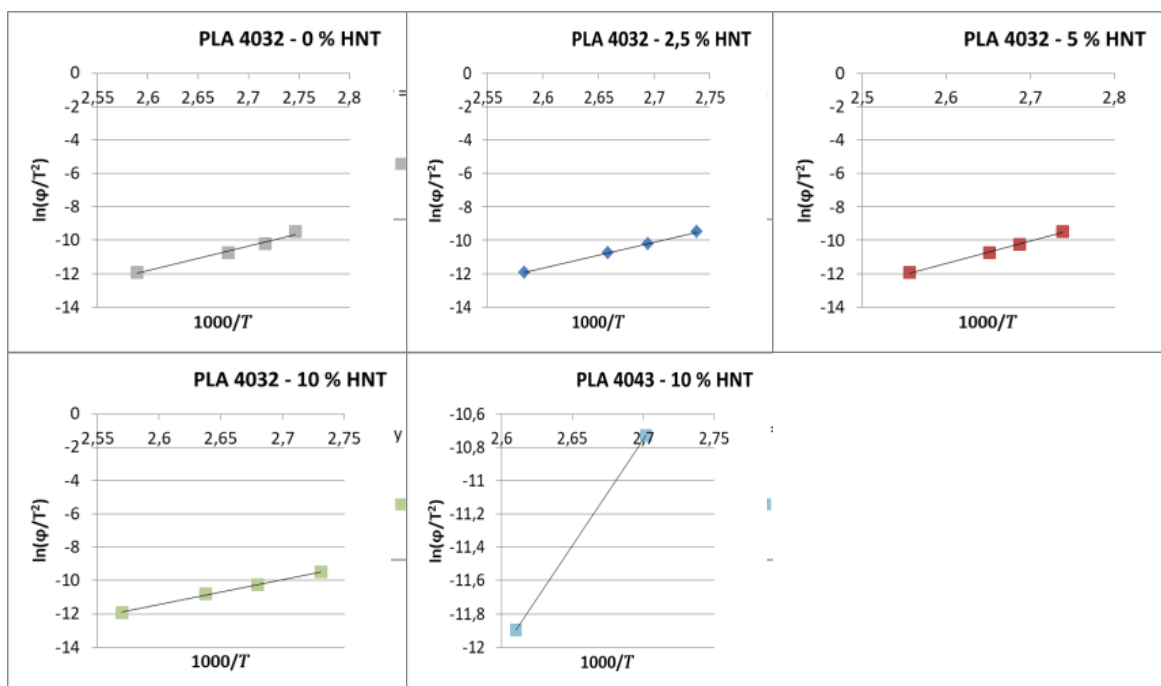 PLA 4032 - 0 % HNT
0
2,55 2,6 2,65 2,7 2,75 2,8
-2
-4
-6
-8
-10
-12
-14
ln(φ/T²)
1000/T
=
PLA 4032 - 2,5 % HNT
0
2,55 2,6 2,65 2,7 2,75
-2
-4
-6
-8
-10
-12
-14
ln(φ/T²)
1000/T
PLA 4032 - 5 % HNT
0
2,5 2,6 2,7 2,8
-2
-4
-6
-8
-10
-12
-14
ln(φ/T²)
1000/T
PLA 4032 - 10 % HNT
0
2,55 2,6 2,65 2,7 2,75
-2
-4
-6
-8
-10
-12
-14
ln(φ/T²)
1000/T
y
PLA 4043 - 10 % HNT
-10,6
2,6 2,65 2,7 2,75
-10,8
-11
-11,2
-11,4
-11,6
-11,8
-12
ln(φ/T²)
1000/T
=